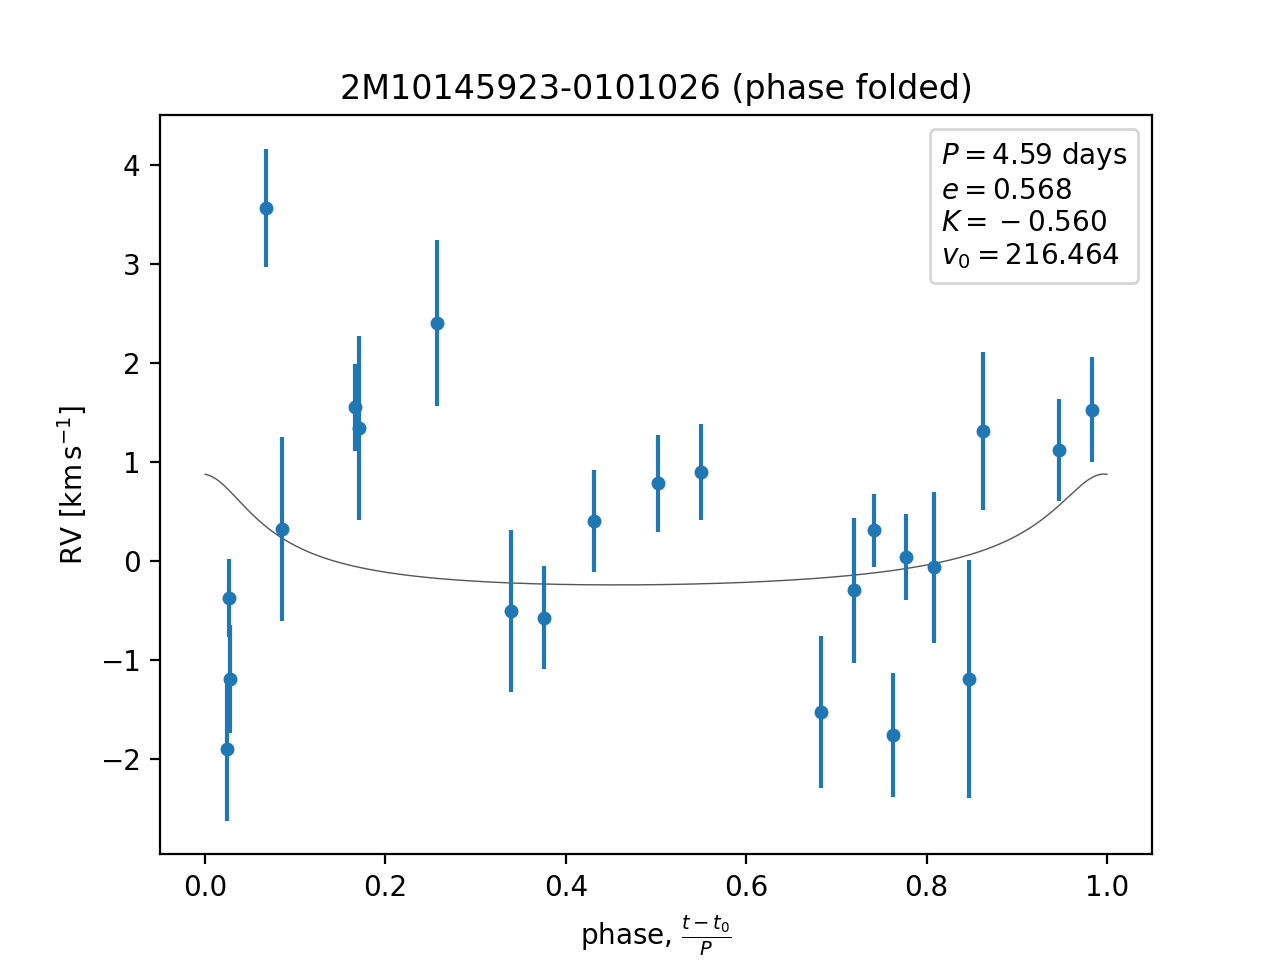 2M10145923-0101026 (phase folded)
P = 4.59 days
e = 0.568
K = −0.560
v₀ = 216.464
RV [km s⁻¹]
4
3
2
1
0
−1
−2
0.0 0.2 0.4 0.6 0.8 1.0
phase, (t − t₀)/P